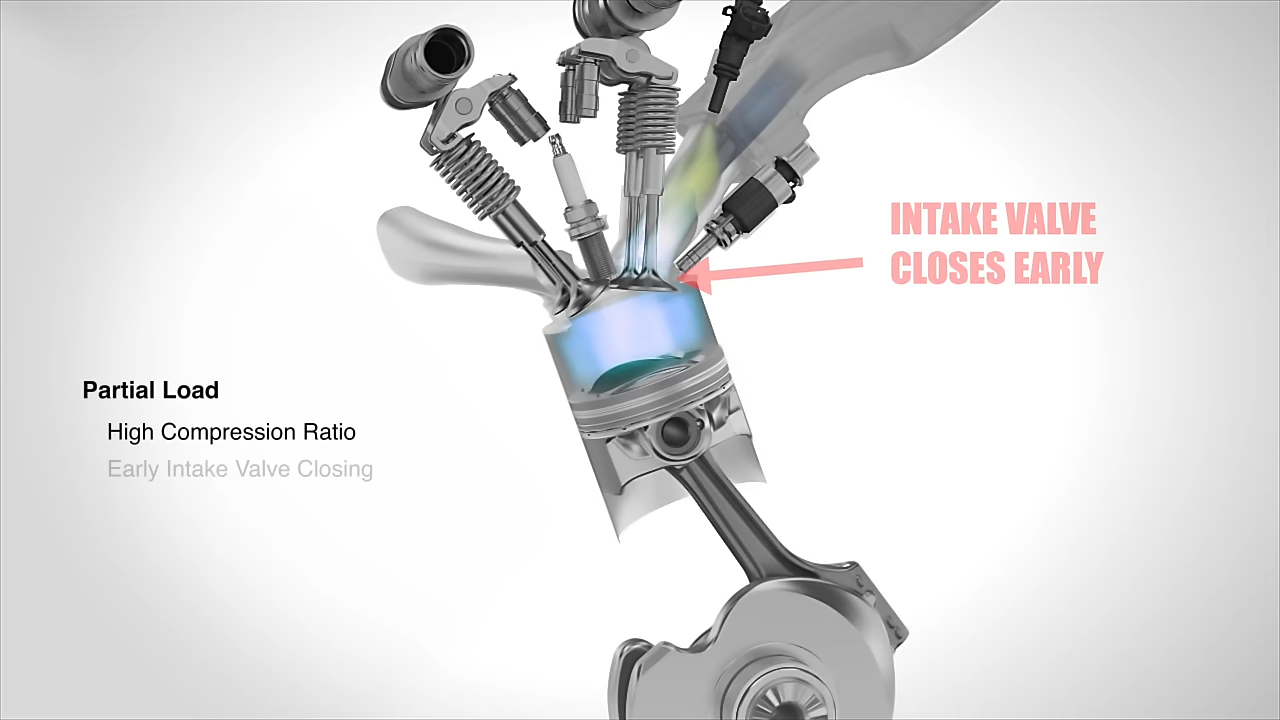 INTAKE VALVE
CLOSES EARLY
Partial Load
High Compression Ratio
Early Intake Valve Closing